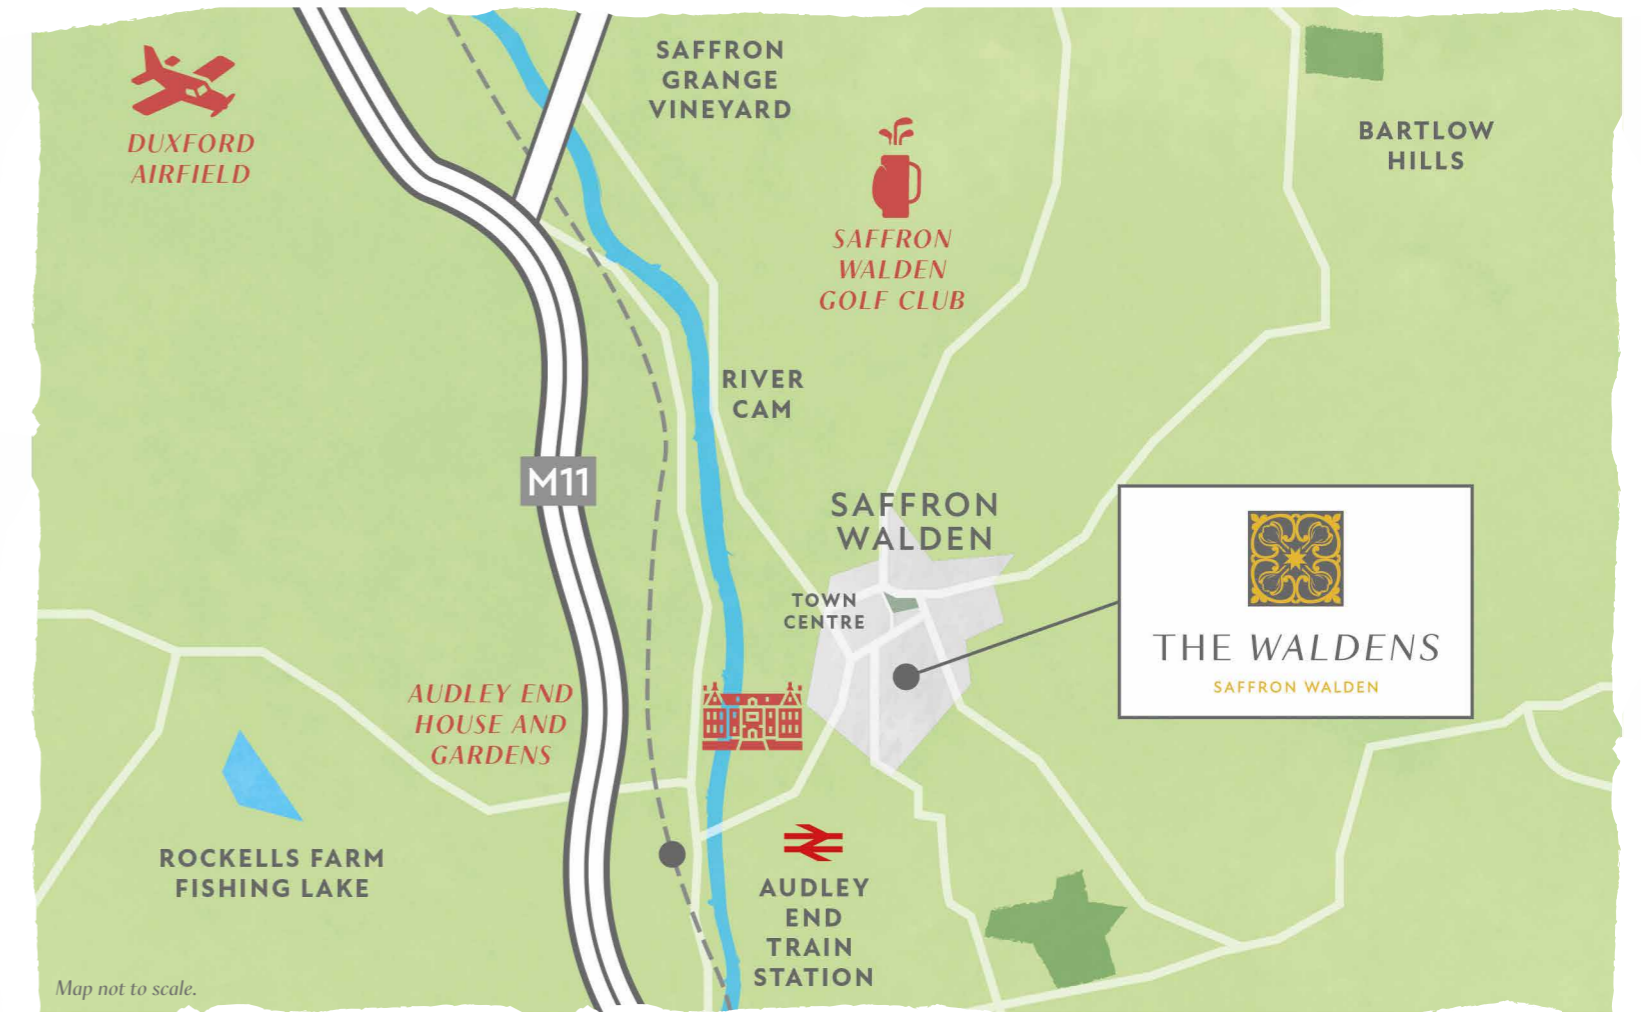 SAFFRON
GRANGE
VINEYARD
DUXFORD
AIRFIELD
BARTLOW
HILLS
SAFFRON
WALDEN
GOLF CLUB
RIVER
CAM
M11
SAFFRON
WALDEN
TOWN
CENTRE
THE WALDENS
SAFFRON WALDEN
AUDLEY END
HOUSE AND
GARDENS
ROCKELLS FARM
FISHING LAKE
AUDLEY
END
TRAIN
STATION
Map not to scale.